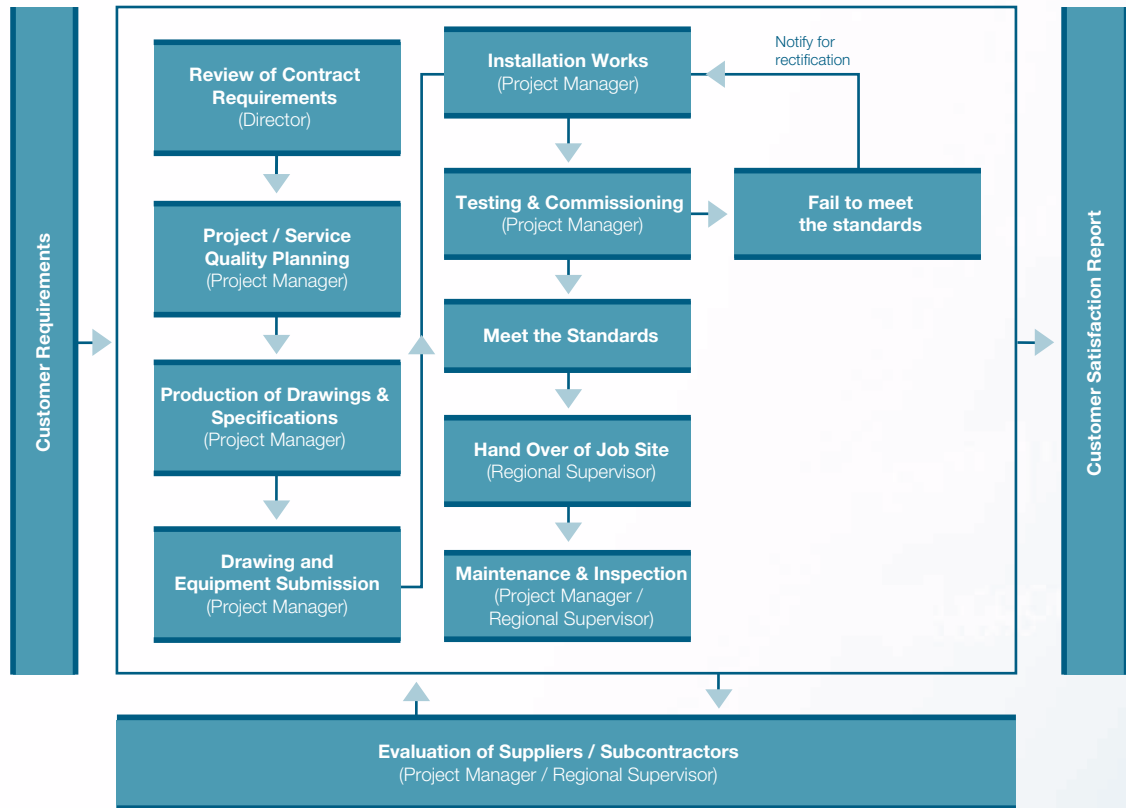 Customer Requirements
Review of Contract
Requirements
(Director)
Project / Service
Quality Planning
(Project Manager)
Production of Drawings &
Specifications
(Project Manager)
Drawing and
Equipment Submission
(Project Manager)
Installation Works
(Project Manager)
Notify for
rectification
Testing & Commissioning
(Project Manager)
Fail to meet
the standards
Meet the Standards
Hand Over of Job Site
(Regional Supervisor)
Maintenance & Inspection
(Project Manager /
Regional Supervisor)
Customer Satisfaction Report
Evaluation of Suppliers / Subcontractors
(Project Manager / Regional Supervisor)